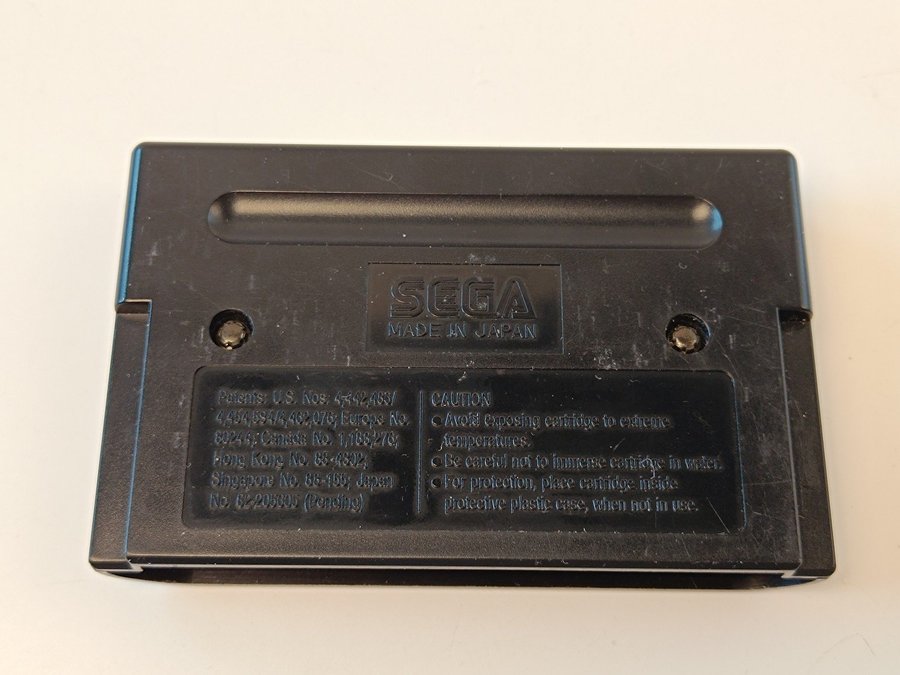 SEGA
MADE IN JAPAN
Patents: U.S. Nos. 4,442,486/
4,454,594/4,462,076; Europe No.
80244; Canada No. 1,183,276;
Hong Kong No. 88-4302;
Singapore No. 88-155; Japan
No. 82-205605 (Pending)
CAUTION
● Avoid exposing cartridge to extreme
temperatures.
● Be careful not to immerse cartridge in water.
● For protection, place cartridge inside
protective plastic case, when not in use.